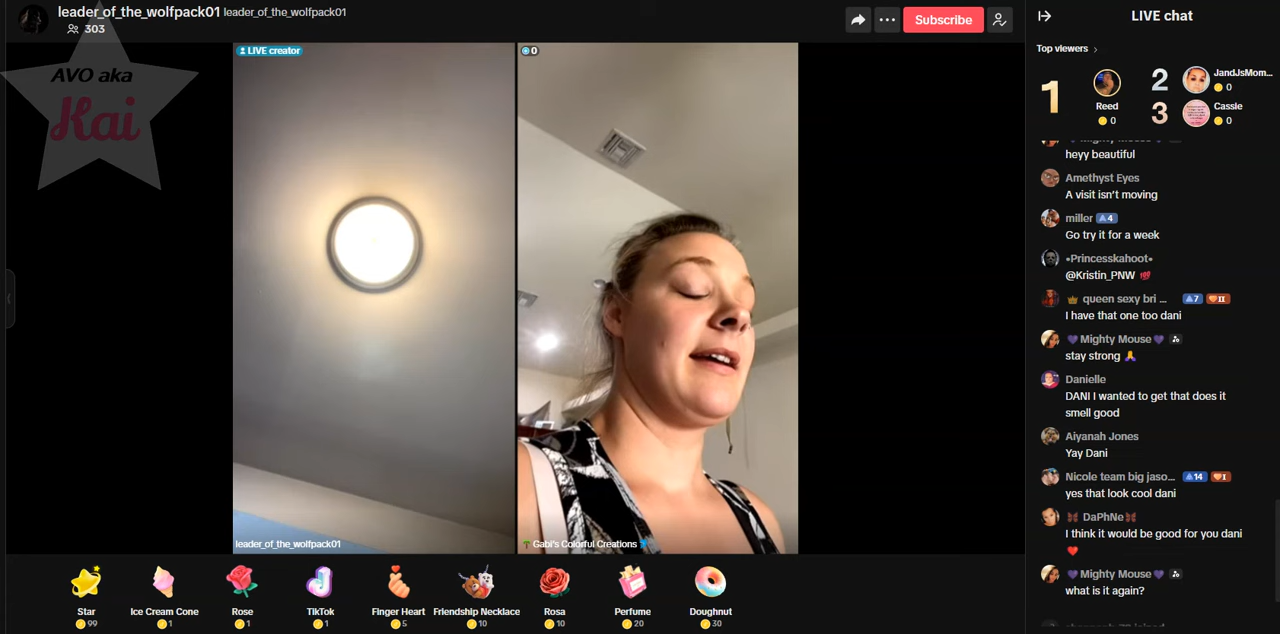 leader_of_the_wolfpack01 leader_of_the_wolfpack01
303
AVO aka
Kai
Subscribe
LIVE creator
0
leader_of_the_wolfpack01
Gabi's Colorful Creations
Star
99
Ice Cream Cone
1
Rose
1
TikTok
1
Finger Heart
5
Friendship Necklace
10
Rosa
10
Perfume
20
Doughnut
30
LIVE chat
Top viewers
1
Reed
0
2
JandJsMom...
0
3
Cassie
0
Mighty Mouse
heyy beautiful
Amethyst Eyes
A visit isn't moving
miller 4
Go try it for a week
•Princesskahoot•
@Kristin_PNW 💯
queen sexy bri ... 7 II
I have that one too dani
💜Mighty Mouse💜
stay strong 🙏
Danielle
DANI I wanted to get that does it
smell good
Aiyanah Jones
Yay Dani
Nicole team big jaso... 14 I
yes that look cool dani
🦋 DaPhNe🦋
I think it would be good for you dani
❤️
💜Mighty Mouse💜
what is it again?